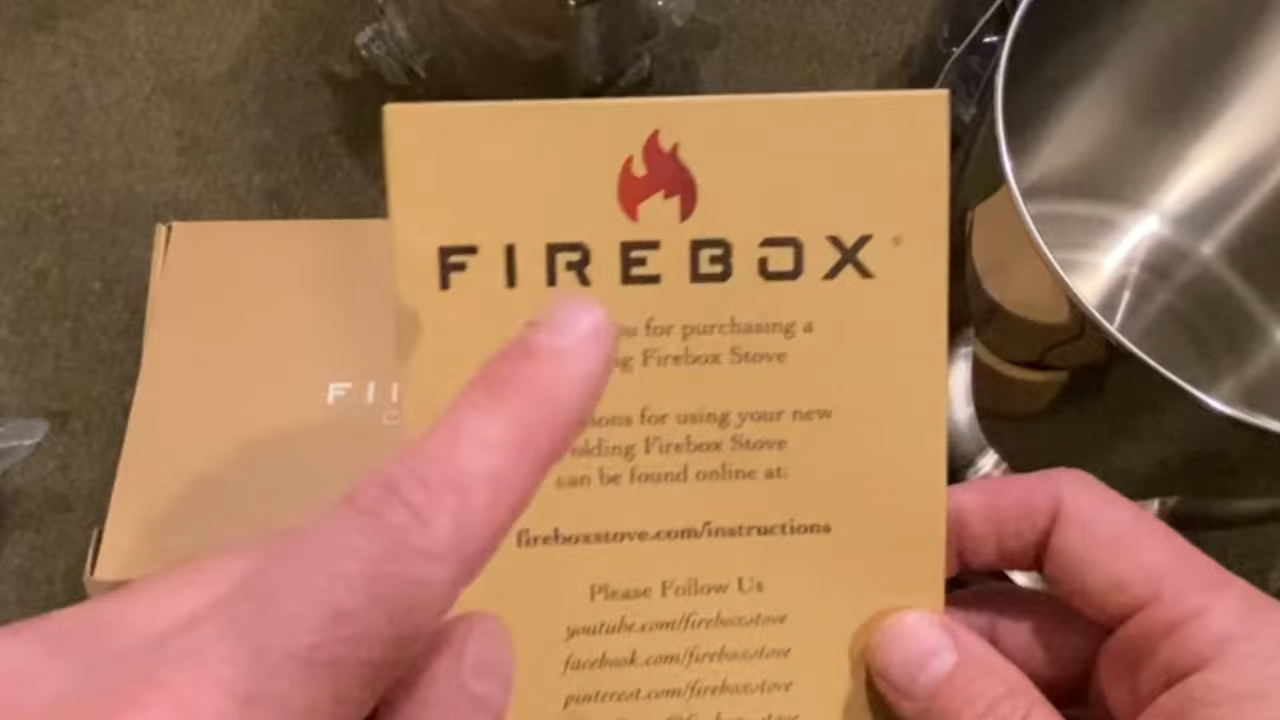 FIREBOX
for purchasing a
Firebox Stove
for using your new
Firebox Stove
can be found online at:
fireboxstove.com/instructions
Please Follow Us
youtube.com/fireboxstove
facebook.com/fireboxstove
pinterest.com/fireboxstove